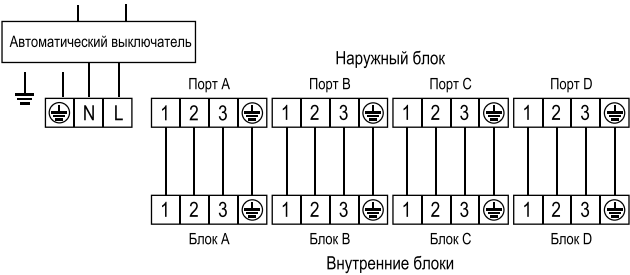 Автоматический выключатель
Наружный блок
Порт A Порт B Порт C Порт D
N L 1 2 3 1 2 3 1 2 3 1 2 3
1 2 3 1 2 3 1 2 3 1 2 3
Блок A Блок B Блок C Блок D
Внутренние блоки